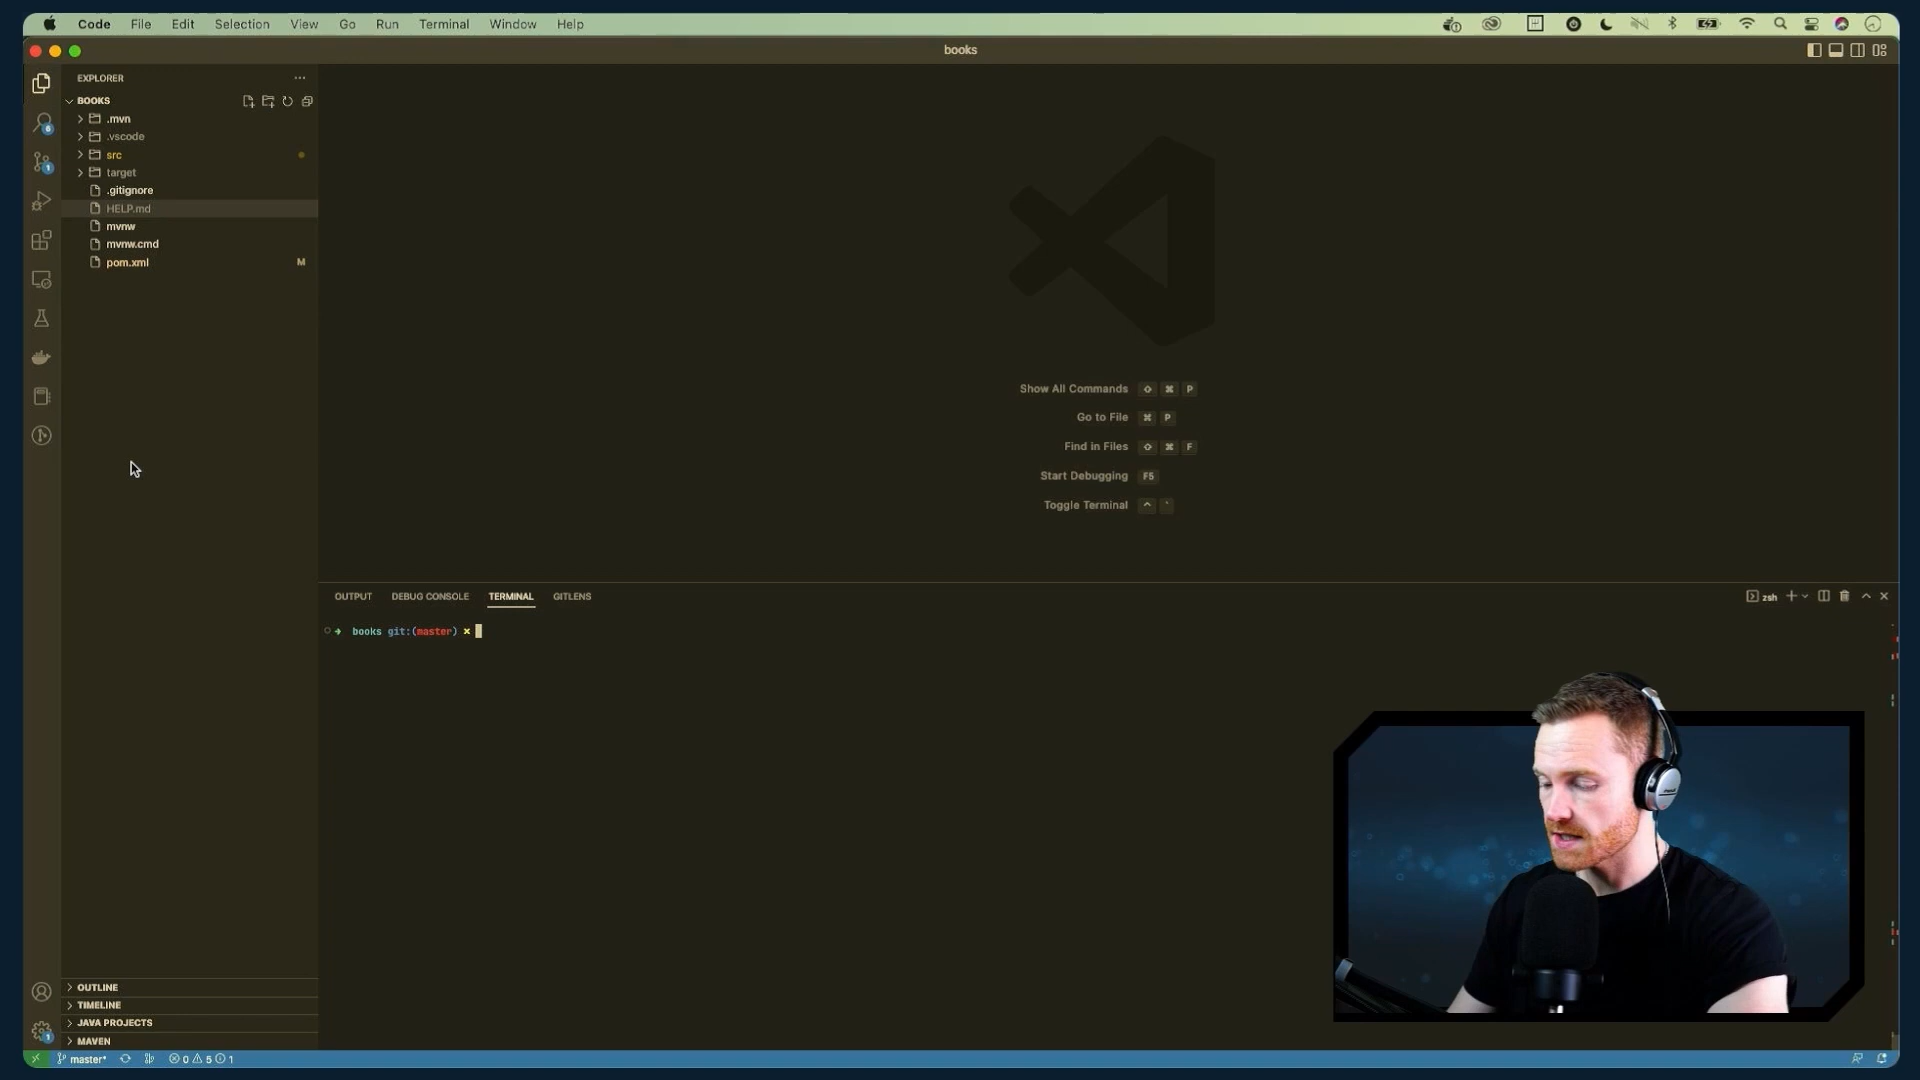 Code File Edit Selection View Go Run Terminal Window Help
books
EXPLORER
BOOKS
.mvn
.vscode
src
target
.gitignore
HELP.md
mvnw
mvnw.cmd
pom.xml M
Show All Commands ⌘ P
Go to File ⌘ P
Find in Files ⌘ F
Start Debugging F5
Toggle Terminal ^ `
OUTPUT DEBUG CONSOLE TERMINAL GITLENS
zsh
books git:(master) ×
OUTLINE
TIMELINE
JAVA PROJECTS
MAVEN
master* 0 5 1